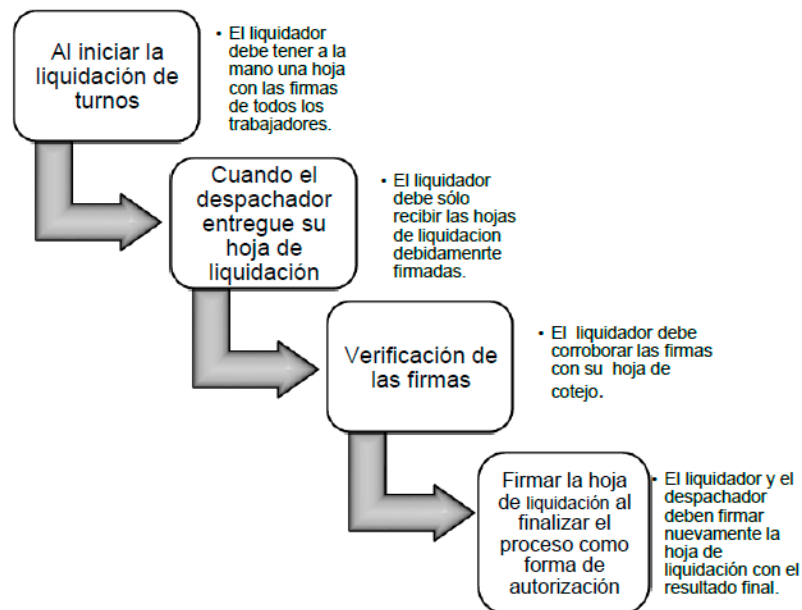 Al iniciar la
liquidación de
turnos
• El liquidador
debe tener a la
mano una hoja
con las firmas
de todos los
trabajadores.
Cuando el
despachador
entregue su
hoja de
liquidación
• El liquidador
debe sólo
recibir las hojas
de liquidacion
debidamenrte
firmadas.
Verificación de
las firmas
• El liquidador debe
corroborar las firmas
con su hoja de
cotejo.
Firmar la hoja
de liquidación al
finalizar el
proceso como
forma de
autorización
• El liquidador y el
despachador
deben firmar
nuevamente la
hoja de
liquidación con el
resultado final.